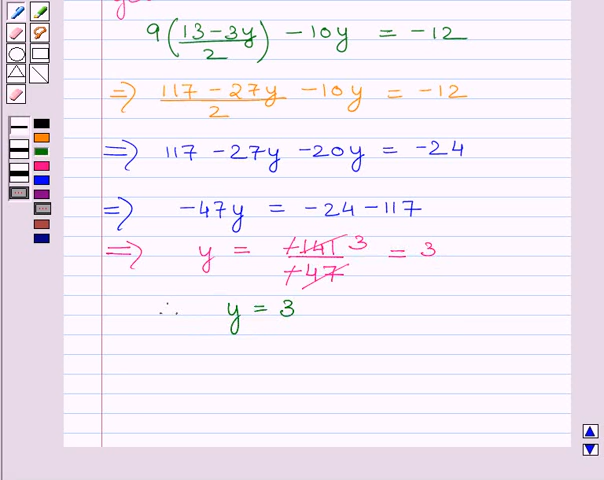 9(13-3y/2) -10y = -12
⇒ 117-27y/2 -10y = -12
⇒ 117 -27y -20y = -24
⇒ -47y = -24-117
⇒ y = -141/-47 3 = 3
∴ y = 3